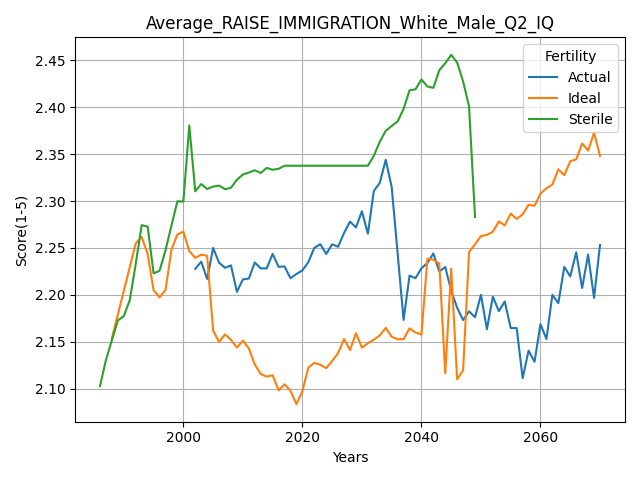 Average_RAISE_IMMIGRATION_White_Male_Q2_IQ
Fertility
Actual
Ideal
Sterile
Score(1-5)
2.45
2.40
2.35
2.30
2.25
2.20
2.15
2.10
2000
2020
2040
2060
Years